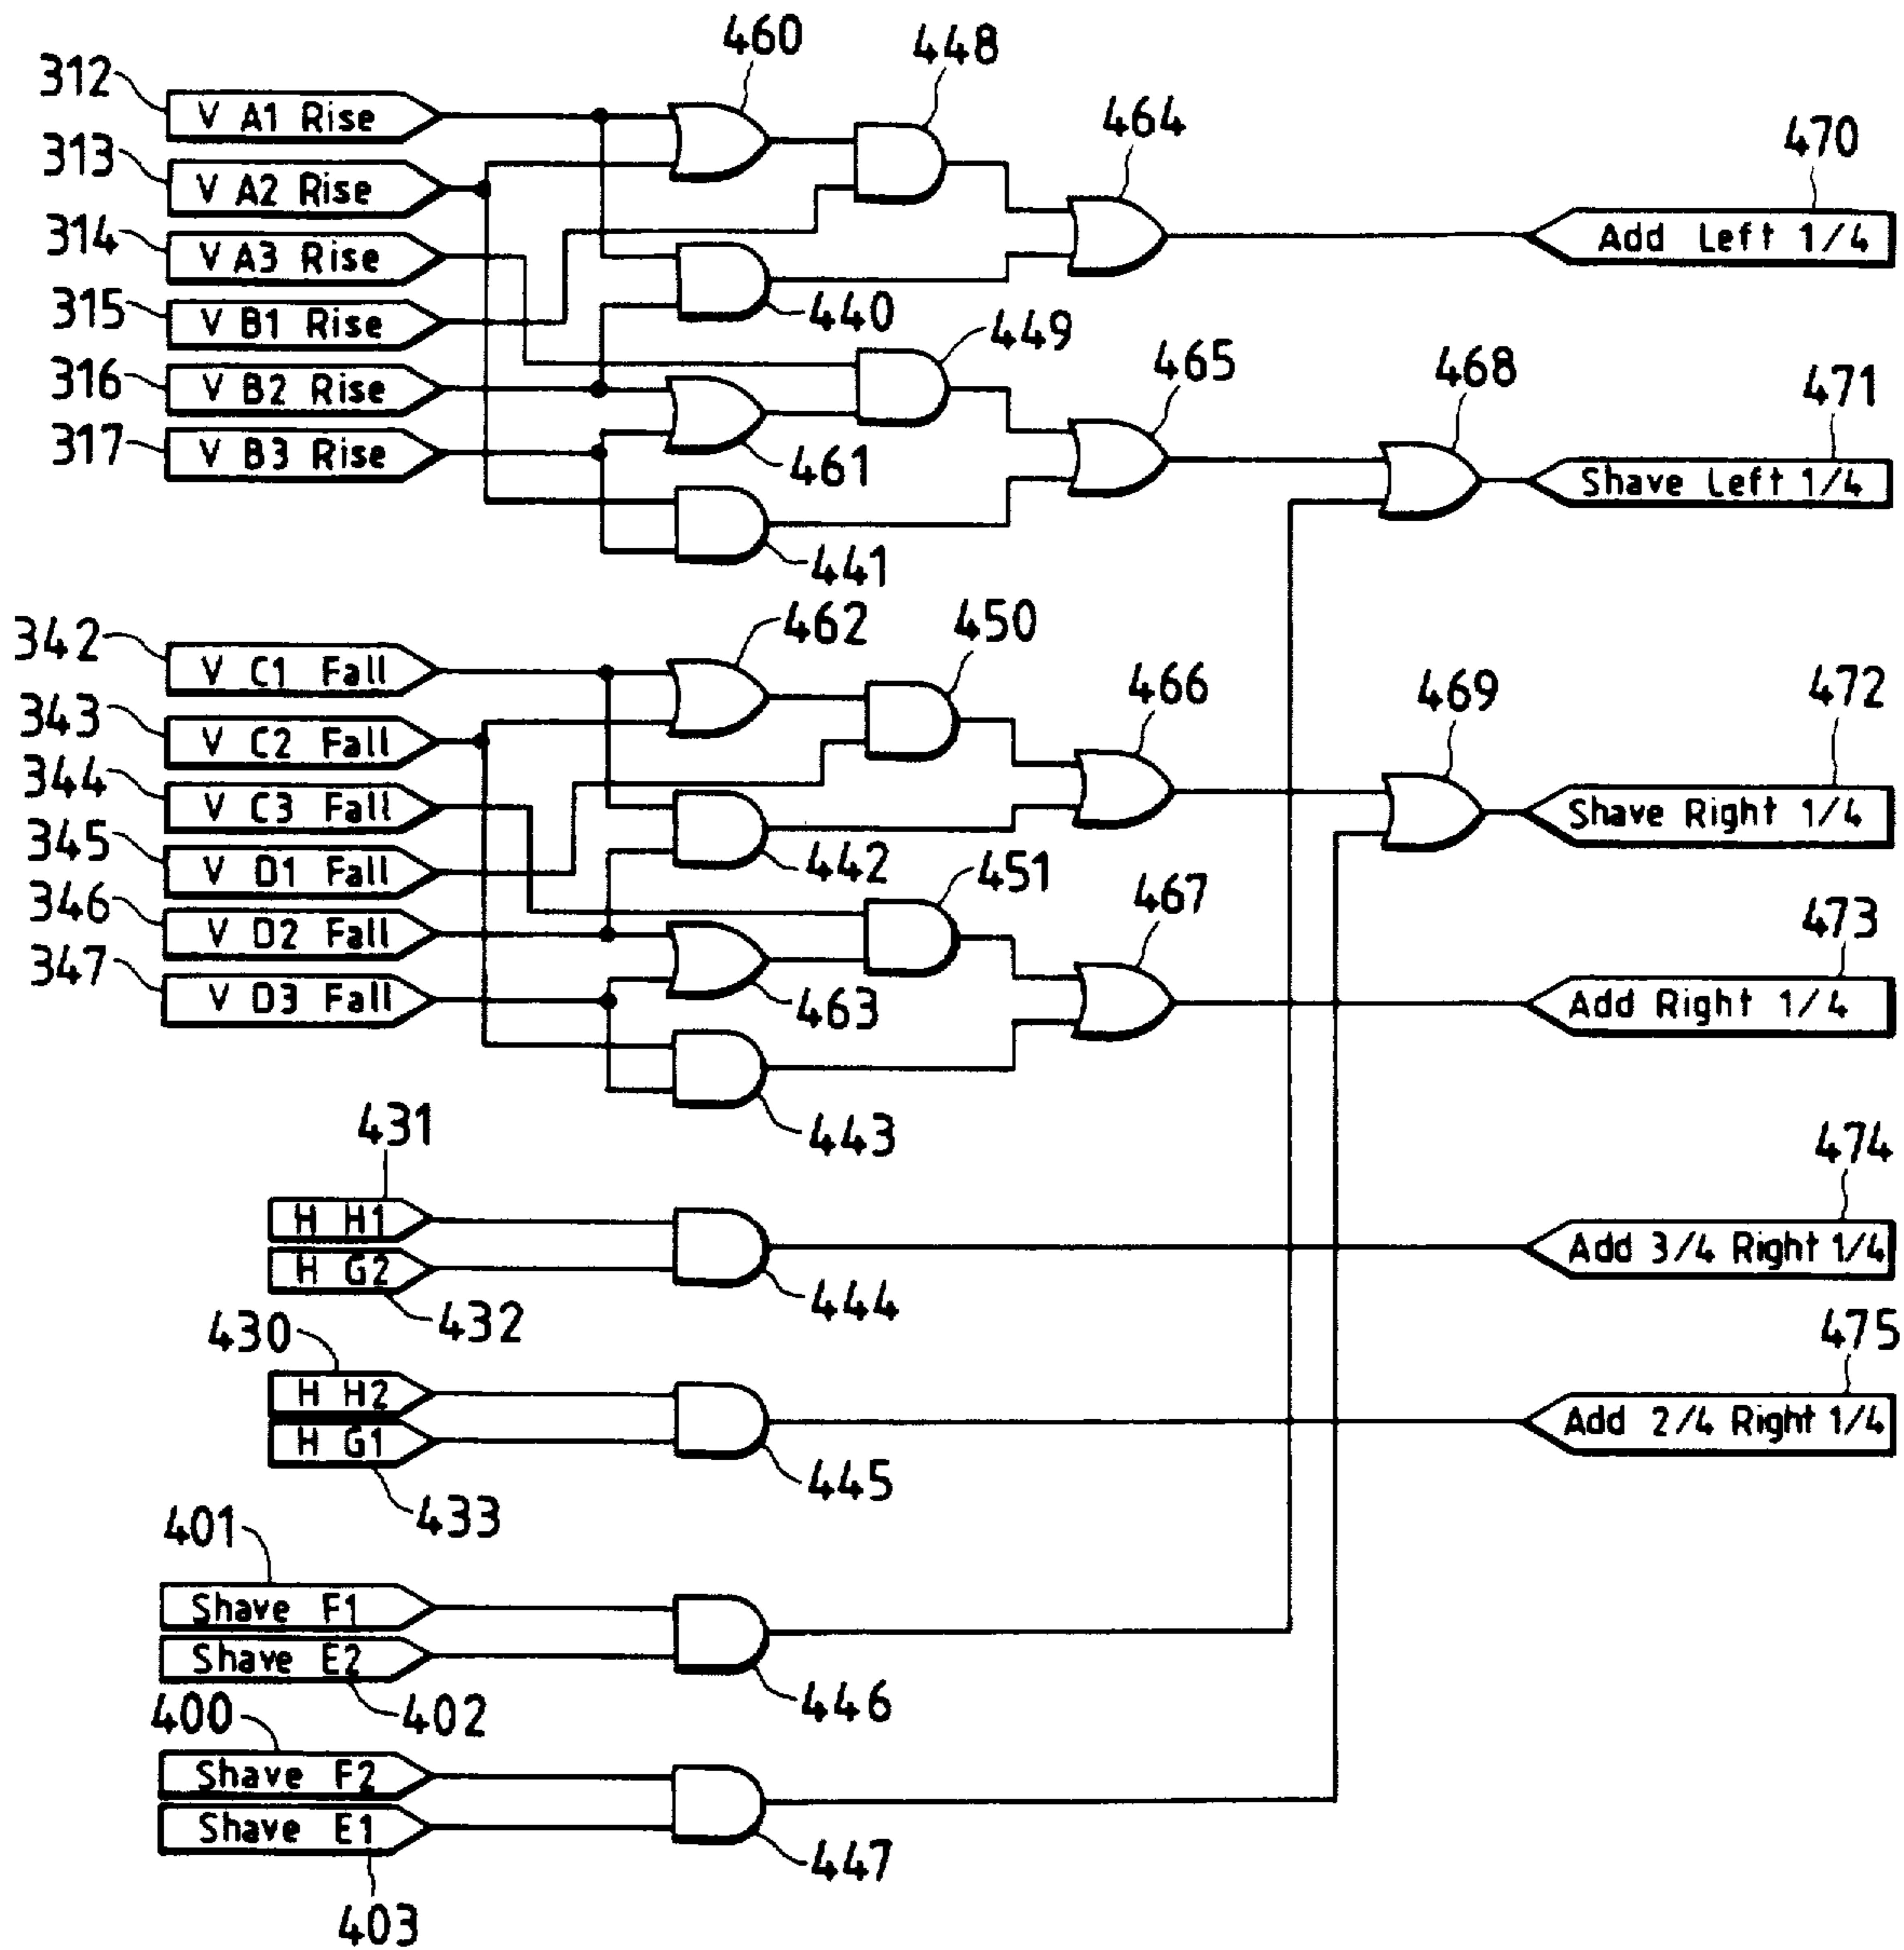 460
448
312
V A1 Rise
464
470
313
V A2 Rise
Add Left 1/4
314
V A3 Rise
315
V B1 Rise
440
449
316
V B2 Rise
465
468
471
317
V B3 Rise
461
Shave Left 1/4
441
342
V C1 Fall
462
450
466
469
472
343
V C2 Fall
344
V C3 Fall
Shave Right 1/4
345
V D1 Fall
442
451
467
473
346
V D2 Fall
347
V D3 Fall
463
Add Right 1/4
443
431
474
H H1
H G2
444
Add 3/4 Right 1/4
432
430
475
H H2
H G1
445
Add 2/4 Right 1/4
433
401
Shave F1
Shave E2
446
402
400
Shave F2
Shave E1
447
403